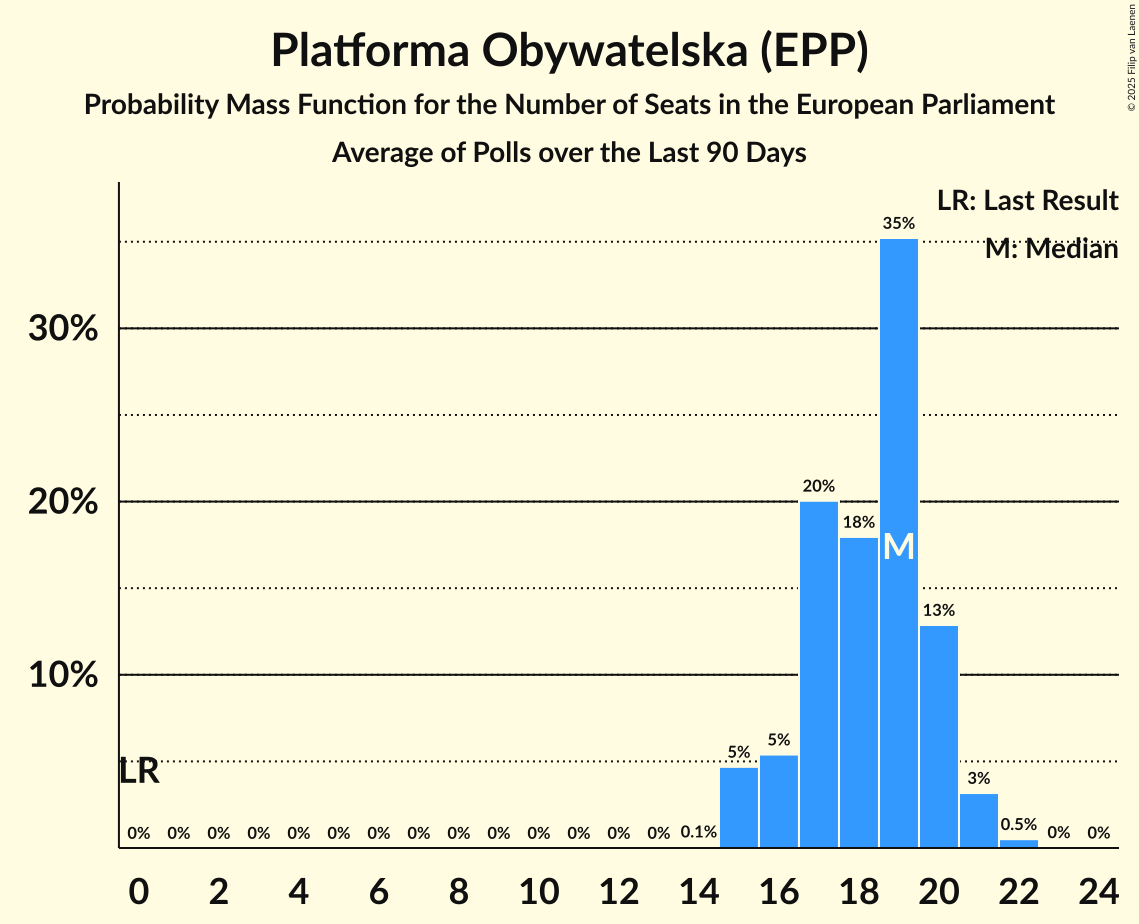 Platforma Obywatelska (EPP)
Probability Mass Function for the Number of Seats in the European Parliament
Average of Polls over the Last 90 Days
© 2025 Filip van Laenen
LR: Last Result
M: Median
35%
30%
20%
20%
18%
M
13%
10%
LR
5%
5%
3%
0% 0% 0% 0% 0% 0% 0% 0% 0% 0% 0% 0% 0% 0% 0.1% 0.5% 0% 0%
0 2 4 6 8 10 12 14 16 18 20 22 24